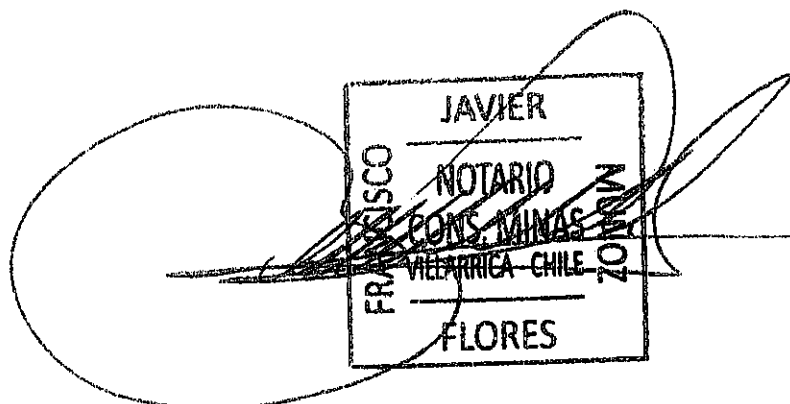 FRANCISCO
JAVIER
MUÑOZ
NOTARIO
CONS. MINAS
VILLARRICA - CHILE
FLORES